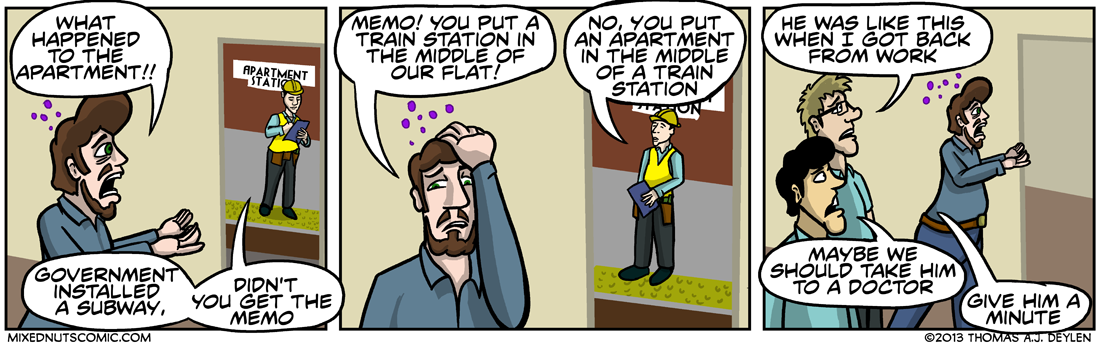 WHAT
HAPPENED
TO THE
APARTMENT!!
APARTMENT
STATION
GOVERNMENT
INSTALLED
A SUBWAY,
DIDN'T
YOU GET THE
MEMO
MEMO! YOU PUT A
TRAIN STATION IN
THE MIDDLE OF
OUR FLAT!
NO, YOU PUT
AN APARTMENT
IN THE MIDDLE
OF A TRAIN
STATION
HE WAS LIKE THIS
WHEN I GOT BACK
FROM WORK
MAYBE WE
SHOULD TAKE HIM
TO A DOCTOR
GIVE HIM A
MINUTE
MIXEDNUTSCOMIC.COM
©2013 THOMAS A.J. DEYLEN